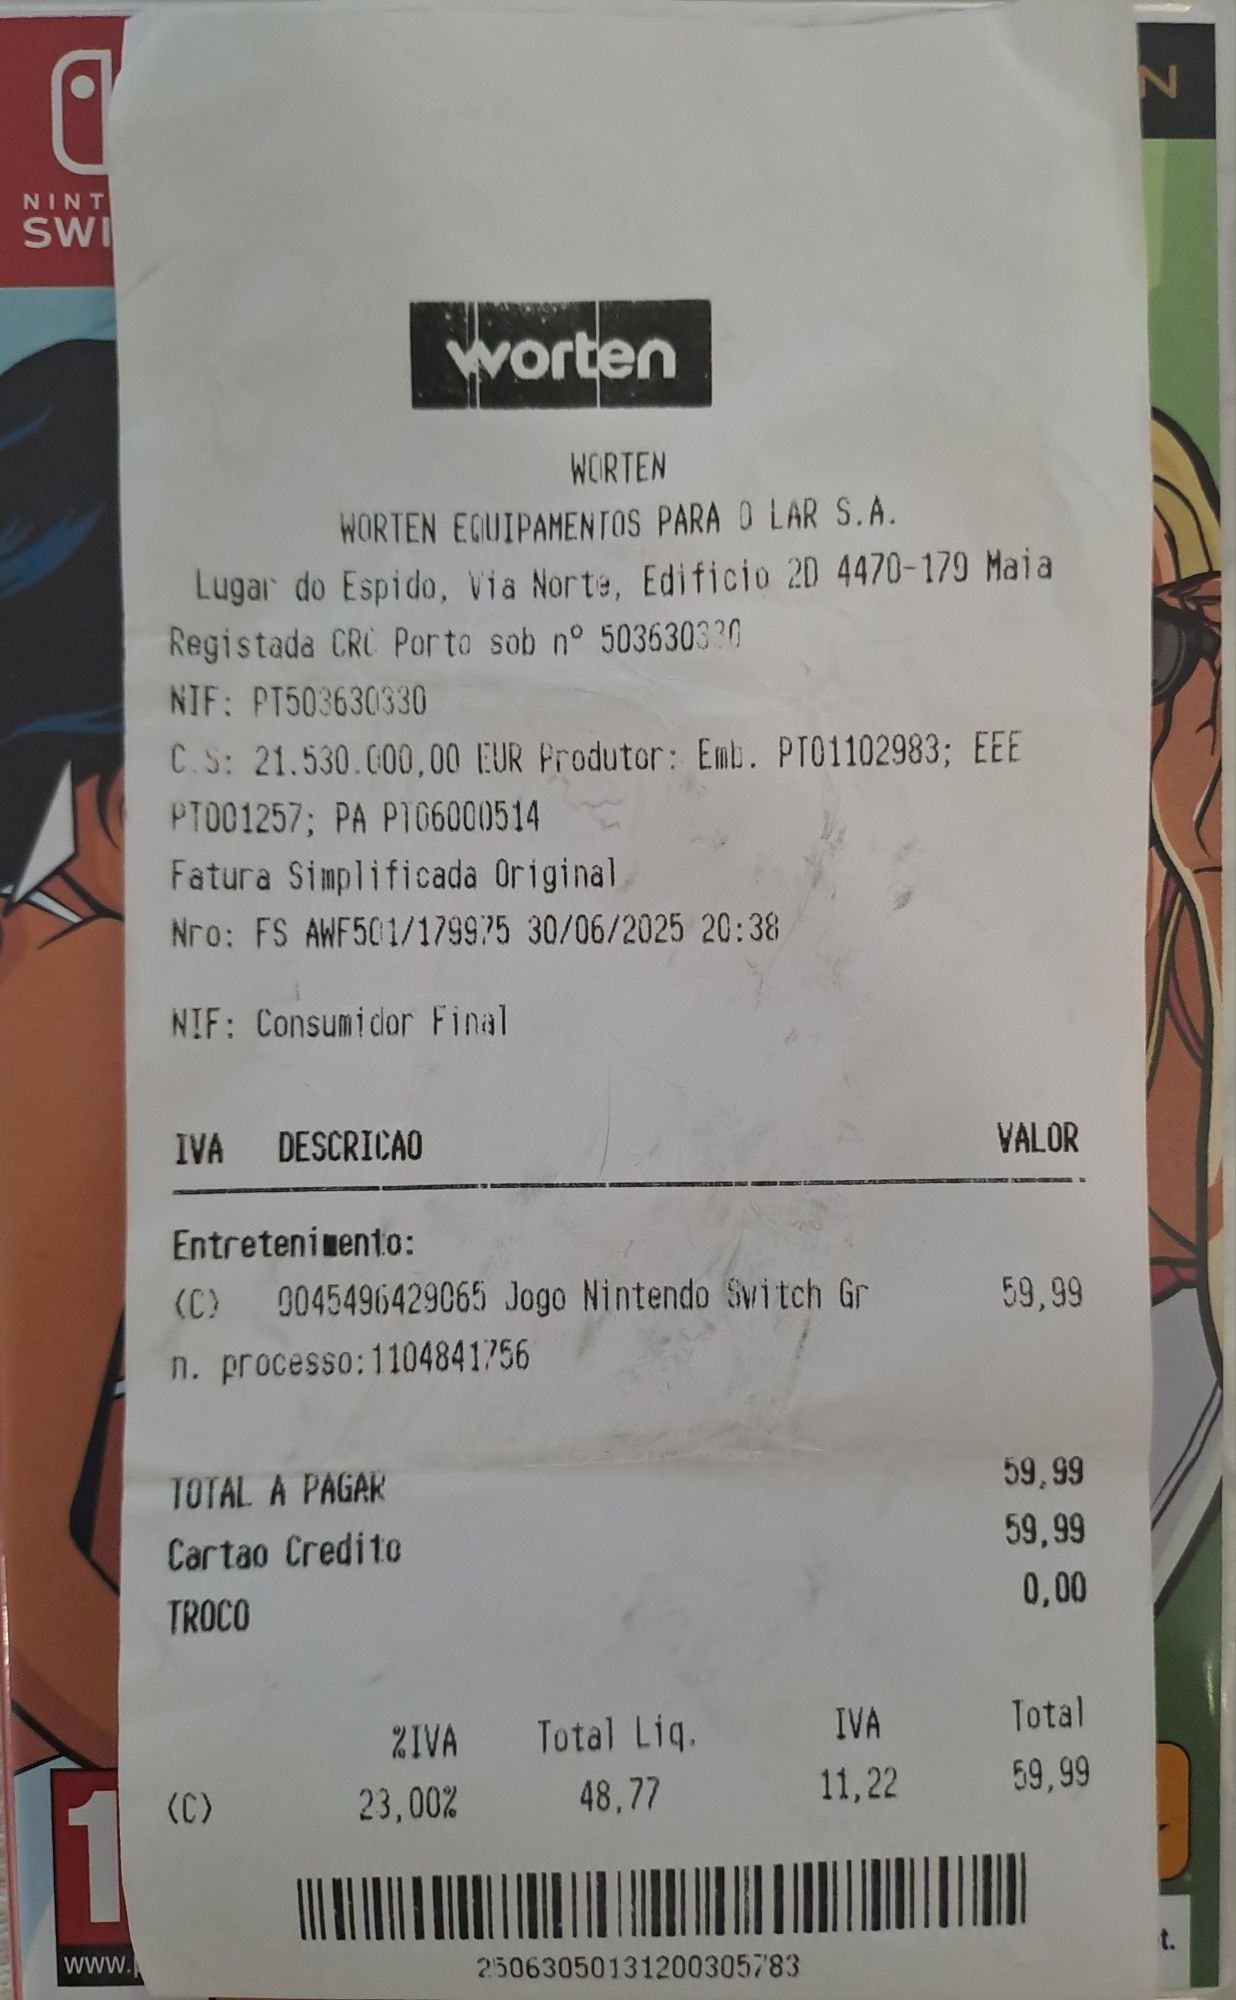 N
NINT
SWI
worten
WORTEN
WORTEN EQUIPAMENTOS PARA O LAR S.A.
Lugar do Espido, Via Norte, Edificio 2D 4470-179 Maia
Registada CRC Porto sob nº 503630330
NIF: PT503630330
C.S: 21.530.000,00 EUR Produtor: Emb. PT01102983; EEE
PT001257; PA PT06000514
Fatura Simplificada Original
Nro: FS AWF501/179975 30/06/2025 20:38
NIF: Consumidor Final
IVA DESCRICAO VALOR
Entretenimento:
(C) 0045496429065 Jogo Nintendo Switch Gr 59,99
n. processo:1104841756
TOTAL A PAGAR 59,99
Cartao Credito 59,99
TROCO 0,00
%IVA Total Liq. IVA Total
(C) 23,00% 48,77 11,22 59,99
25063050131200305783
1
www.
t.